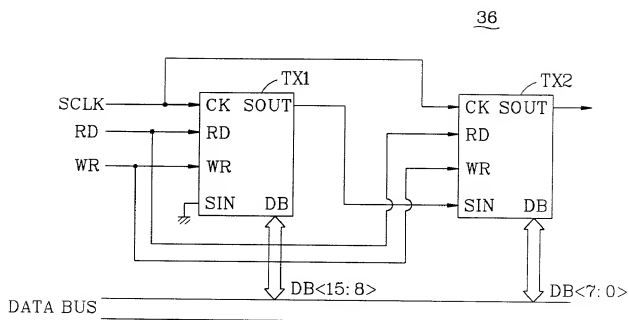 36
TX1
TX2
SCLK
CK SOUT
CK SOUT
RD
RD
RD
WR
WR
WR
SIN DB
SIN DB
DB<15:8>
DB<7:0>
DATA BUS